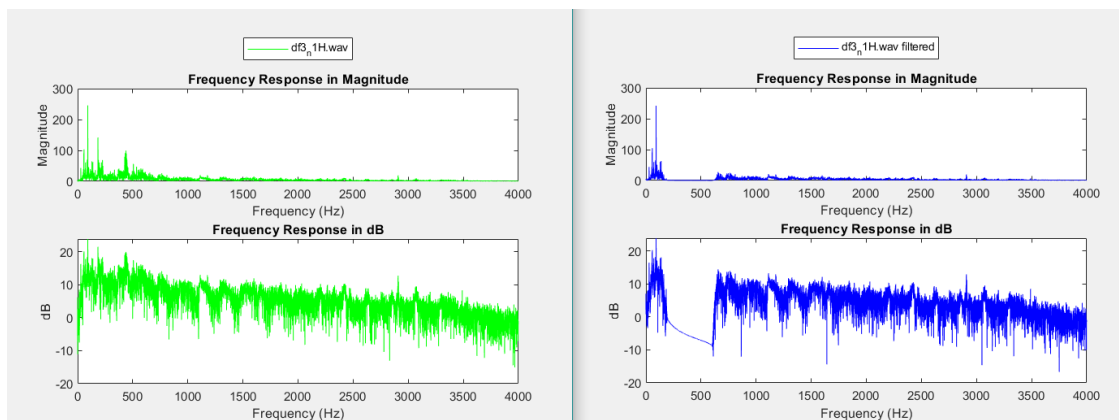 df3_n1H.wav
Frequency Response in Magnitude
300
200
100
0
Magnitude
0 500 1000 1500 2000 2500 3000 3500 4000
Frequency (Hz)
Frequency Response in dB
20
10
0
-10
-20
dB
0 500 1000 1500 2000 2500 3000 3500 4000
Frequency (Hz)
df3_n1H.wav filtered
Frequency Response in Magnitude
300
200
100
0
Magnitude
0 500 1000 1500 2000 2500 3000 3500 4000
Frequency (Hz)
Frequency Response in dB
20
10
0
-10
-20
dB
0 500 1000 1500 2000 2500 3000 3500 4000
Frequency (Hz)